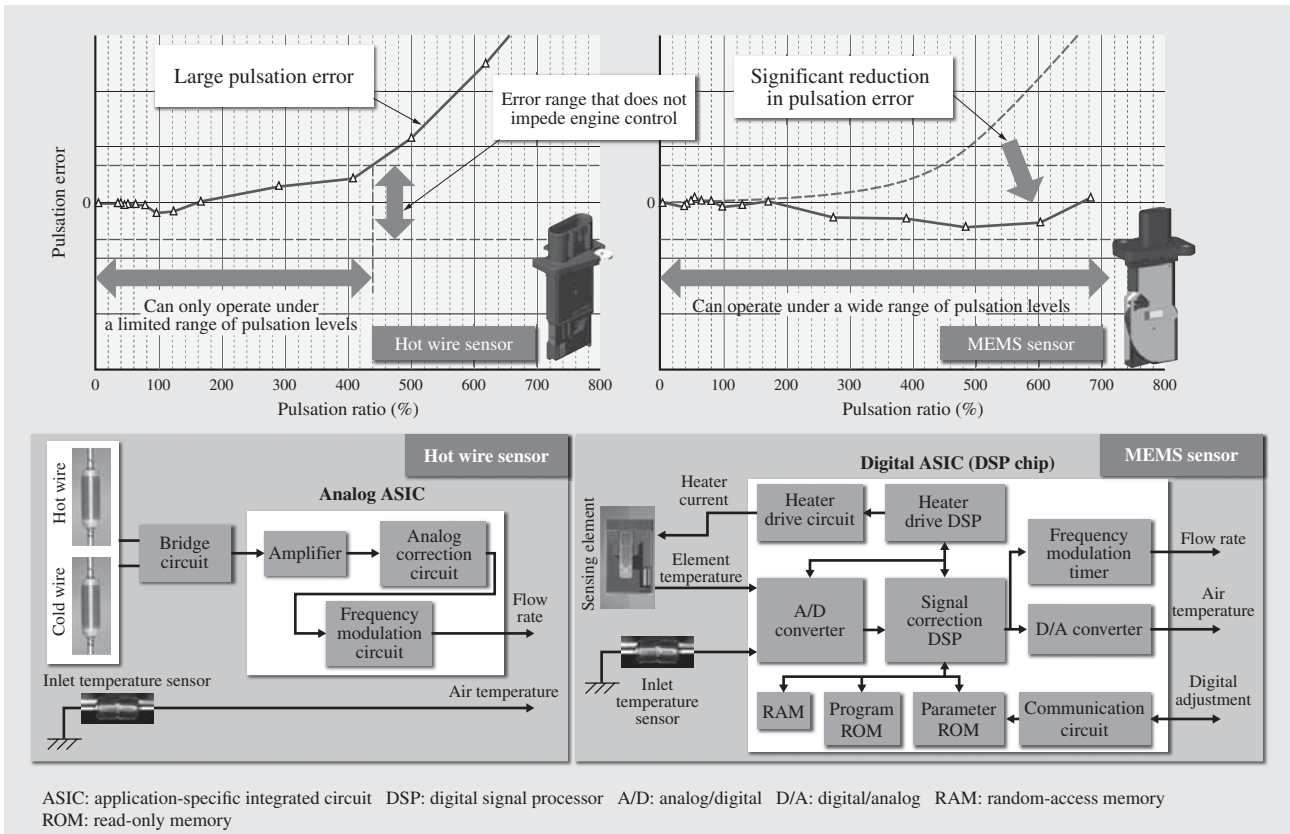 Large pulsation error
Error range that does not
impede engine control
Pulsation error
0
Can only operate under
a limited range of pulsation levels
Hot wire sensor
0
100
200
300
400
500
600
700
800
Pulsation ratio (%)
Significant reduction
in pulsation error
0
Can operate under a wide range of pulsation levels
MEMS sensor
0
100
200
300
400
500
600
700
800
Pulsation ratio (%)
Hot wire sensor
Hot wire
Cold wire
Analog ASIC
Bridge
circuit
Amplifier
Analog
correction
circuit
Frequency
modulation
circuit
Flow
rate
Inlet temperature sensor
Air temperature
MEMS sensor
Digital ASIC (DSP chip)
Sensing element
Heater
current
Heater
drive circuit
Heater
drive DSP
Element
temperature
Frequency
modulation
timer
Flow rate
A/D
converter
Signal
correction
DSP
D/A converter
Air
temperature
Inlet
temperature
sensor
RAM
Program
ROM
Parameter
ROM
Communication
circuit
Digital
adjustment
ASIC: application-specific integrated circuit DSP: digital signal processor A/D: analog/digital D/A: digital/analog RAM: random-access memory
ROM: read-only memory